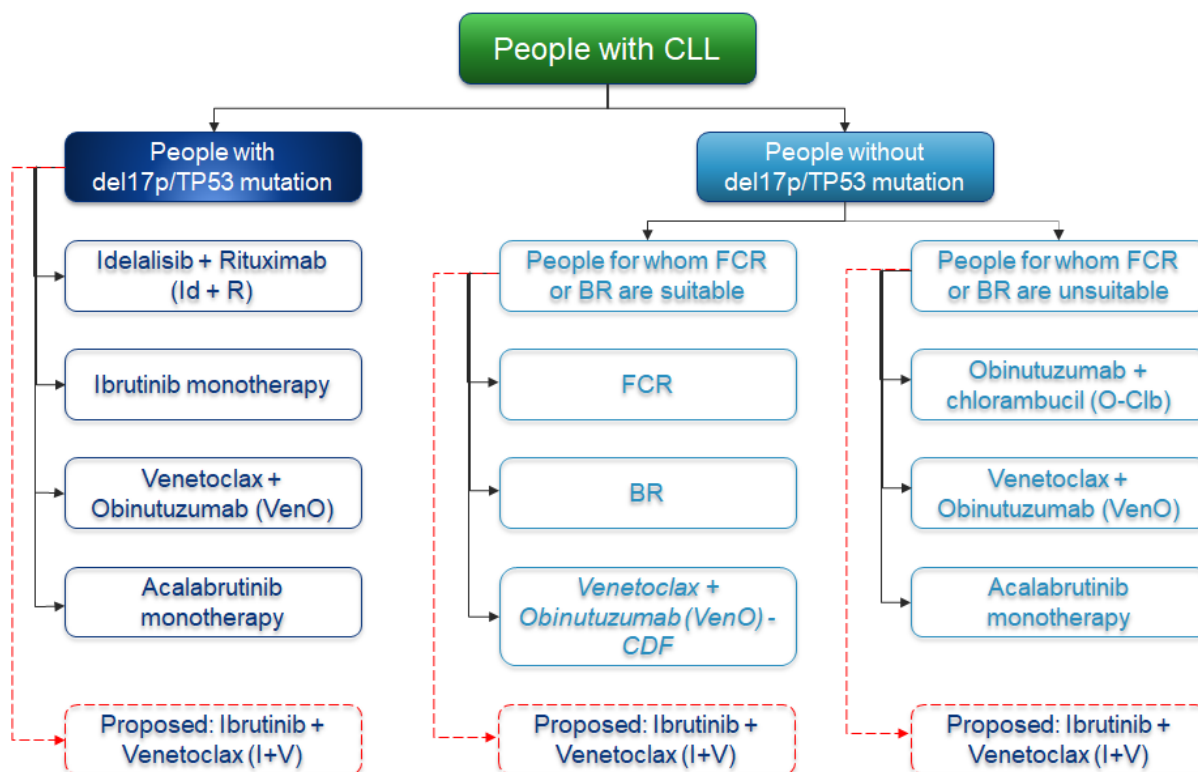 People with CLL
People with
del17p/TP53 mutation
People without
del17p/TP53 mutation
Idelalisib + Rituximab
(Id + R)
Ibrutinib monotherapy
Venetoclax +
Obinutuzumab (VenO)
Acalabrutinib
monotherapy
Proposed: Ibrutinib +
Venetoclax (I+V)
People for whom FCR
or BR are suitable
FCR
BR
Venetoclax +
Obinutuzumab (VenO) -
CDF
Proposed: Ibrutinib +
Venetoclax (I+V)
People for whom FCR
or BR are unsuitable
Obinutuzumab +
chlorambucil (O-Clb)
Venetoclax +
Obinutuzumab (VenO)
Acalabrutinib
monotherapy
Proposed: Ibrutinib +
Venetoclax (I+V)